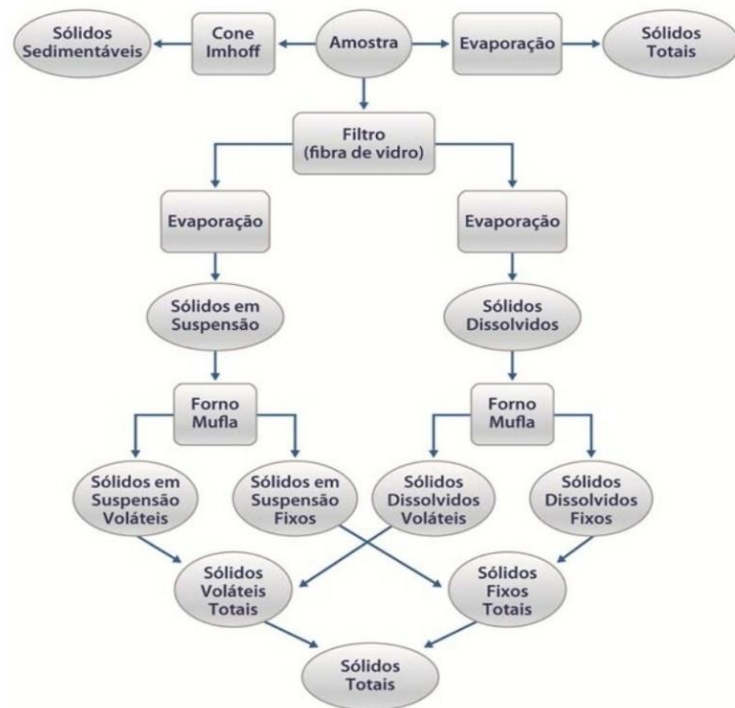 Sólidos
Sedimentáveis
Cone
Imhoff
Amostra
Evaporação
Sólidos
Totais
Filtro
(fibra de vidro)
Evaporação
Evaporação
Sólidos em
Suspensão
Sólidos
Dissolvidos
Forno
Mufla
Forno
Mufla
Sólidos em
Suspensão
Voláteis
Sólidos em
Suspensão
Fixos
Sólidos
Dissolvidos
Voláteis
Sólidos
Dissolvidos
Fixos
Sólidos
Voláteis
Totais
Sólidos
Fixos
Totais
Sólidos
Totais